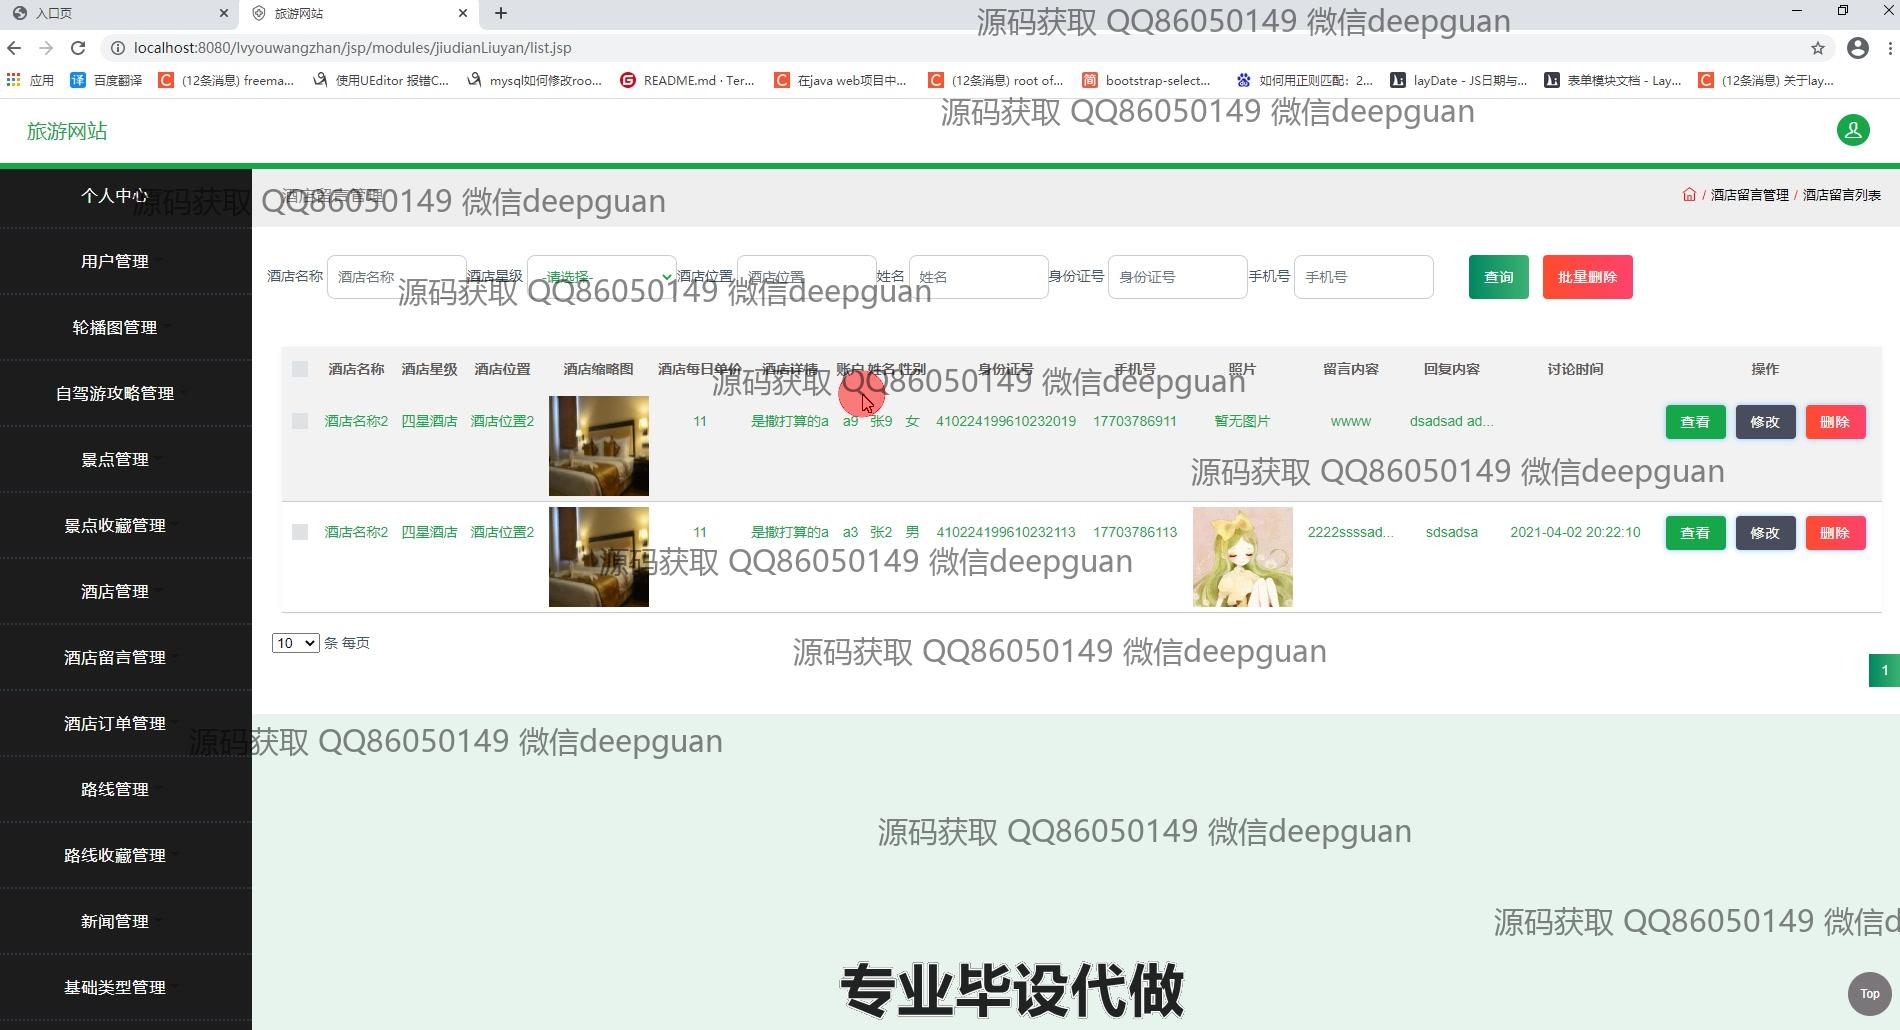 入口页
旅游网站
localhost:8080/lvyouwangzhan/jsp/modules/jiudianLiuyan/list.jsp
应用 百度翻译 (12条消息) freema... 使用UEditor 报错C... mysql如何修改roo... README.md · Ter... 在java web项目中... (12条消息) root of... bootstrap-select... 如何用正则匹配：2... layDate - JS日期与... 表单模块文档 - Lay... (12条消息) 关于lay...
源码获取 QQ86050149 微信deepguan
源码获取 QQ86050149 微信deepguan
旅游网站
个人中心
用户管理
轮播图管理
自驾游攻略管理
景点管理
景点收藏管理
酒店管理
酒店留言管理
酒店订单管理
路线管理
路线收藏管理
新闻管理
基础类型管理
酒店留言管理
源码获取 QQ86050149 微信deepguan
/ 酒店留言管理 / 酒店留言列表
酒店名称 酒店名称 酒店星级 -请选择- 酒店位置 酒店位置 姓名 姓名 身份证号 身份证号 手机号 手机号 查询 批量删除
源码获取 QQ86050149 微信deepguan
酒店名称 酒店星级 酒店位置 酒店缩略图 酒店每日单价 酒店详情 账户 姓名 性别 身份证号 手机号 照片 留言内容 回复内容 讨论时间 操作
源码获取 QQ86050149 微信deepguan
酒店名称2 四星酒店 酒店位置2 11 是撒打算的a a9 张9 女 410224199610232019 17703786911 暂无图片 wwww dsadsad ad... 查看 修改 删除
源码获取 QQ86050149 微信deepguan
酒店名称2 四星酒店 酒店位置2 11 是撒打算的a a3 张2 男 410224199610232113 17703786113 2222ssssad... sdsadsa 2021-04-02 20:22:10 查看 修改 删除
源码获取 QQ86050149 微信deepguan
10 条 每页
源码获取 QQ86050149 微信deepguan
1
源码获取 QQ86050149 微信deepguan
源码获取 QQ86050149 微信deepguan
源码获取 QQ86050149 微信d
专业毕设代做
Top